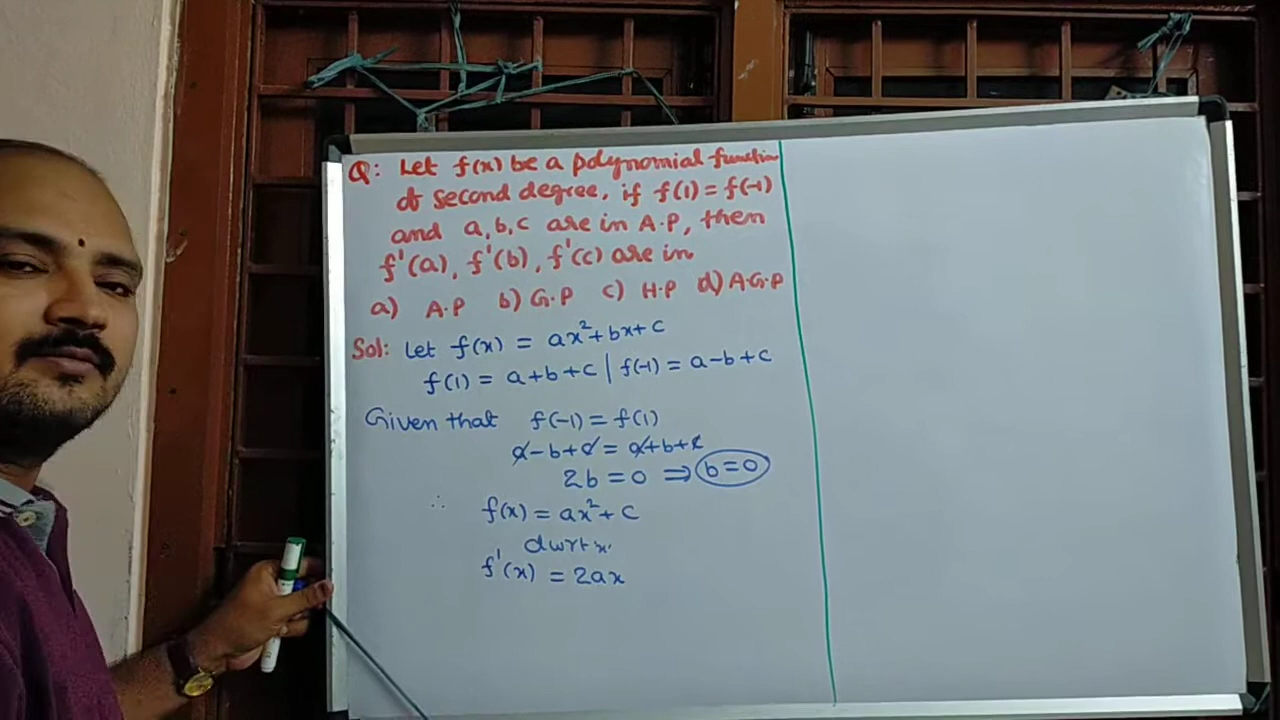 Q: Let f(x) be a polynomial function
of second degree, if f(1) = f(-1)
and a, b, c are in A.P, then
f'(a), f'(b), f'(c) are in
a) A.P b) G.P c) H.P d) A.G.P
Sol: Let f(x) = ax²+bx+c
f(1) = a+b+c | f(-1) = a-b+c
Given that f(-1) = f(1)
a-b+c = a+b+c
2b = 0 ⇒ b=0
∴ f(x) = ax²+c
dwrtx.
f'(x) = 2ax